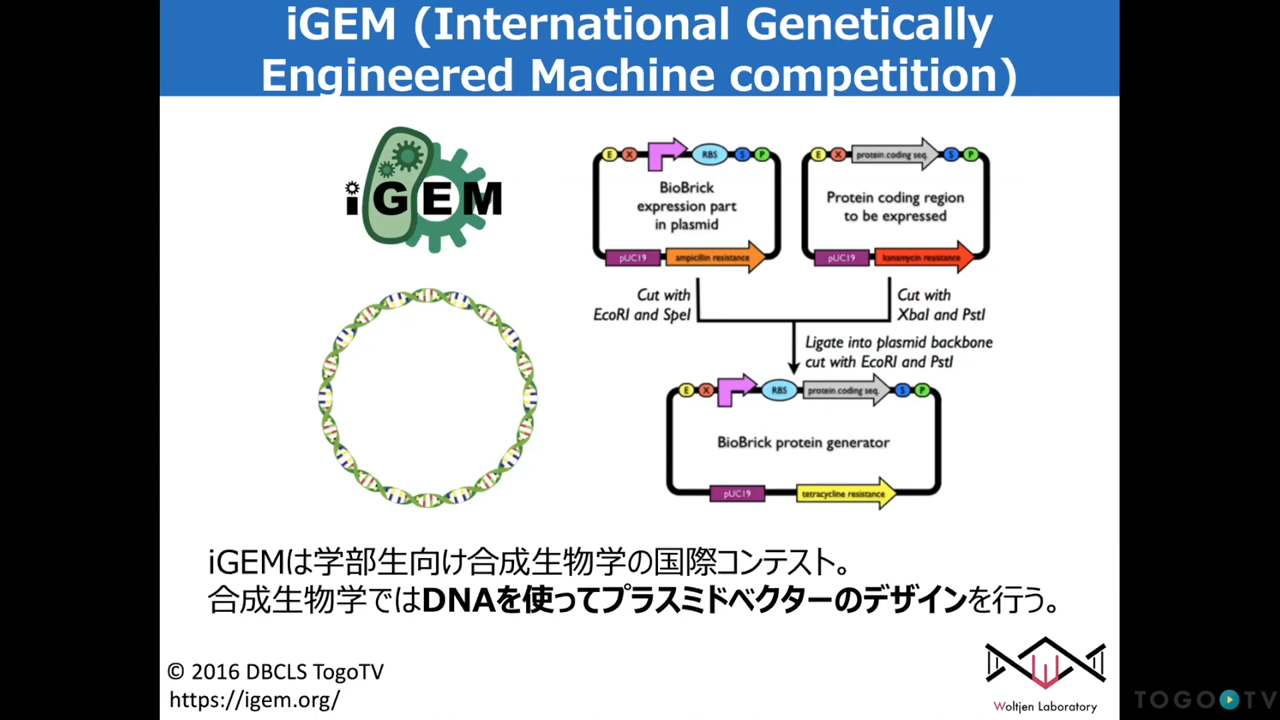 iGEM (International Genetically
Engineered Machine competition)
iGEM
E X RBS S P
BioBrick
expression part
in plasmid
pUC19 ampicillin resistance
E X protein coding seq. S P
Protein coding region
to be expressed
pUC19 kanamycin resistance
Cut with
EcoRI and SpeI
Cut with
XbaI and PstI
Ligate into plasmid backbone
cut with EcoRI and PstI
E X RBS protein coding seq. S P
BioBrick protein generator
pUC19 tetracycline resistance
iGEMは学部生向け合成生物学の国際コンテスト。
合成生物学ではDNAを使ってプラスミドベクターのデザインを行う。
© 2016 DBCLS TogoTV
https://igem.org/
Woltjen Laboratory
TOGO TV